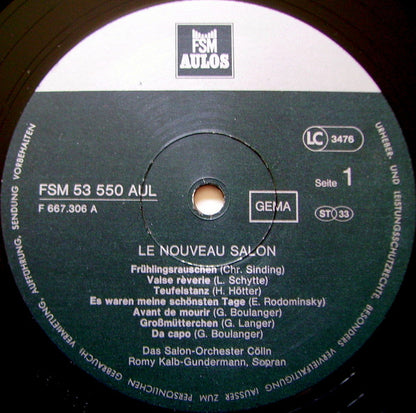 FSM
AULOS
LC 3476
FSM 53 550 AUL
F 667.306 A
Seite 1
GEMA
ST 33
LE NOUVEAU SALON
Frühlingsrauschen (Chr. Sinding)
Valse rèverie (L. Schytte)
Teufelstanz (H. Hötter)
Es waren meine schönsten Tage (E. Rodominsky)
Avant de mourir (G. Boulanger)
Großmütterchen (G. Langer)
Da capo (G. Boulanger)
Das Salon-Orchester Cölln
Romy Kalb-Gundermann, Sopran
URHEBER- UND LEISTUNGSSCHUTZRECHTE, BESONDERS VERVIELFÄLTIGUNG (AUSSER ZUM PERSÖNLICHEN GEBRAUCH) VERMIETUNG, AUFFÜHRUNG, SENDUNG VORBEHALTEN